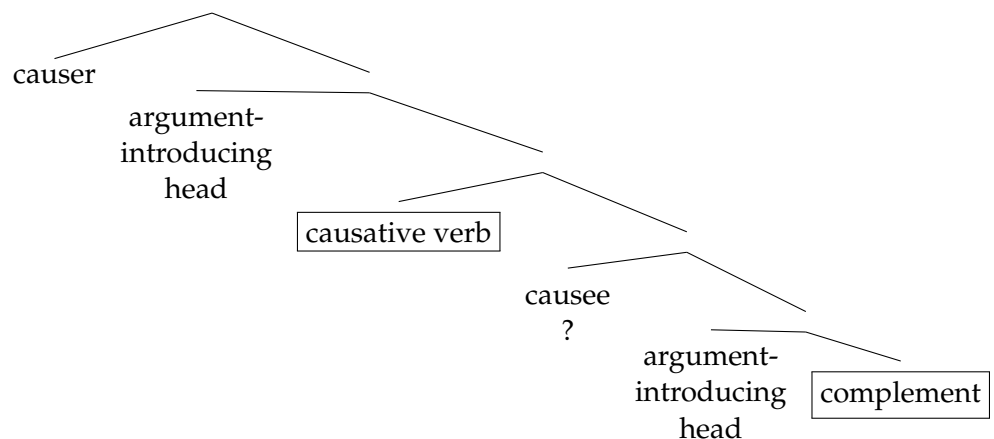 causer
argument-
introducing
head
causative verb
causee
?
argument-
introducing
head
complement